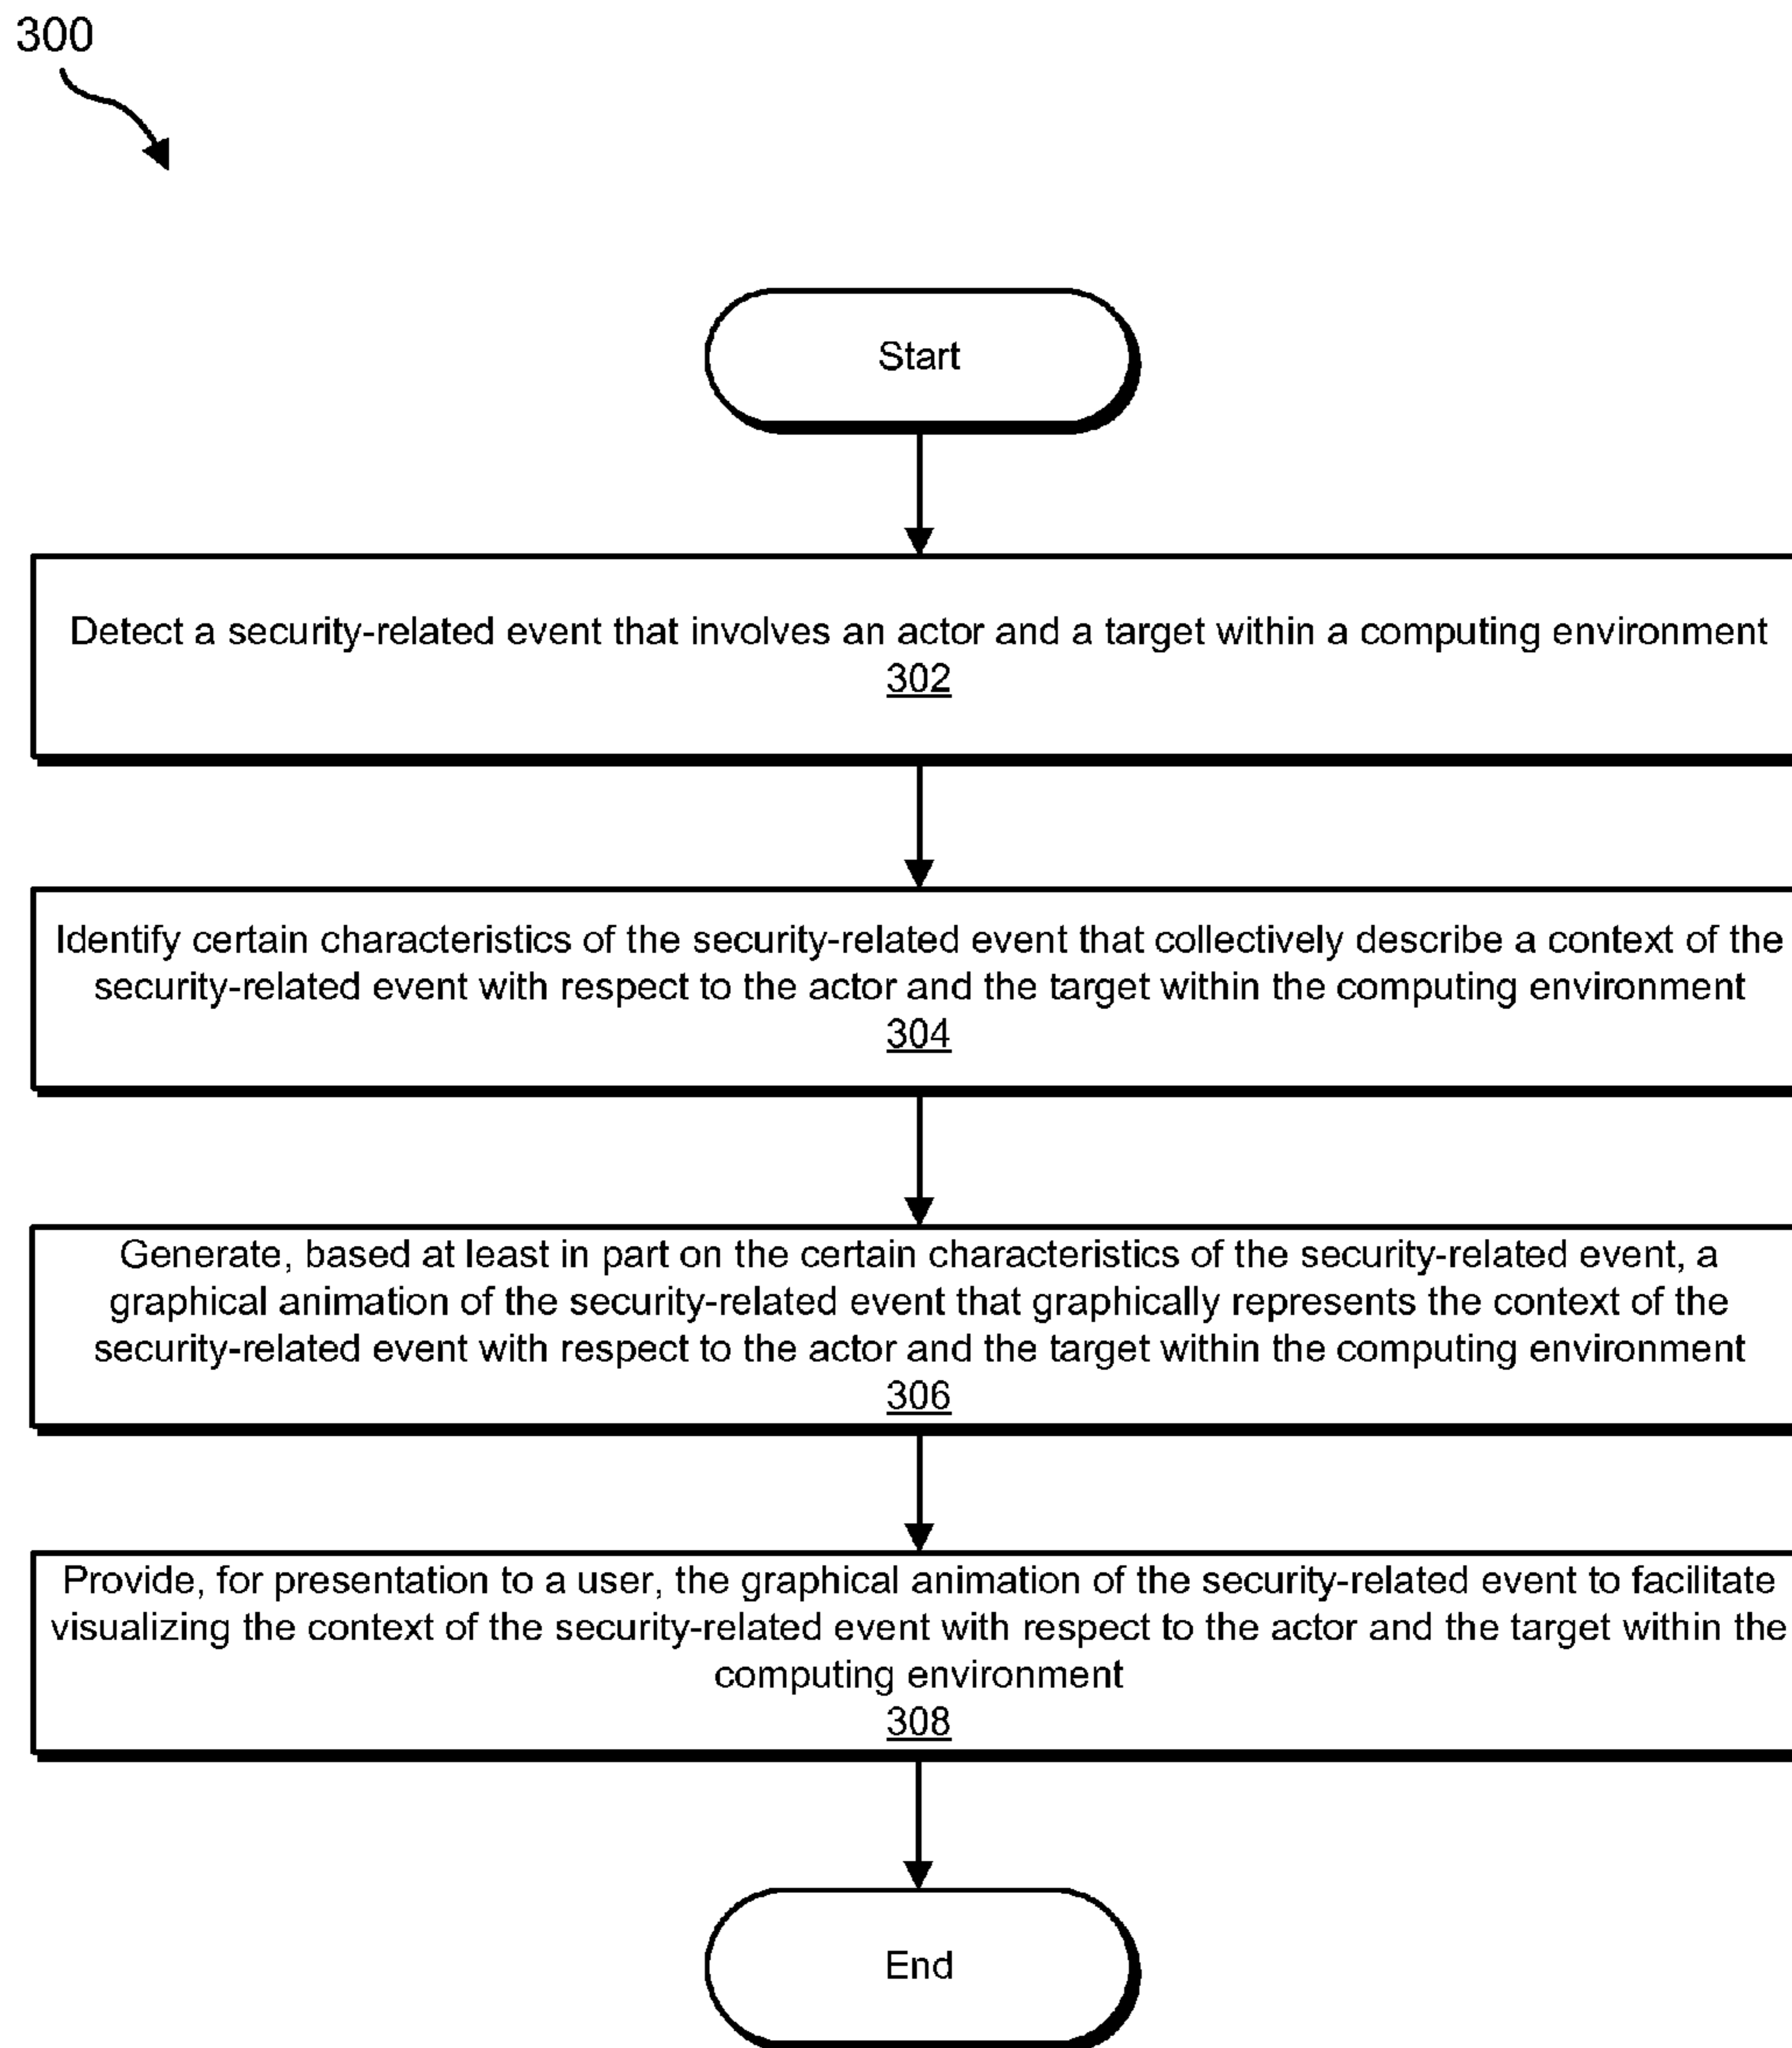 300
Start
Detect a security-related event that involves an actor and a target within a computing environment
302
Identify certain characteristics of the security-related event that collectively describe a context of the
security-related event with respect to the actor and the target within the computing environment
304
Generate, based at least in part on the certain characteristics of the security-related event, a
graphical animation of the security-related event that graphically represents the context of the
security-related event with respect to the actor and the target within the computing environment
306
Provide, for presentation to a user, the graphical animation of the security-related event to facilitate
visualizing the context of the security-related event with respect to the actor and the target within the
computing environment
308
End